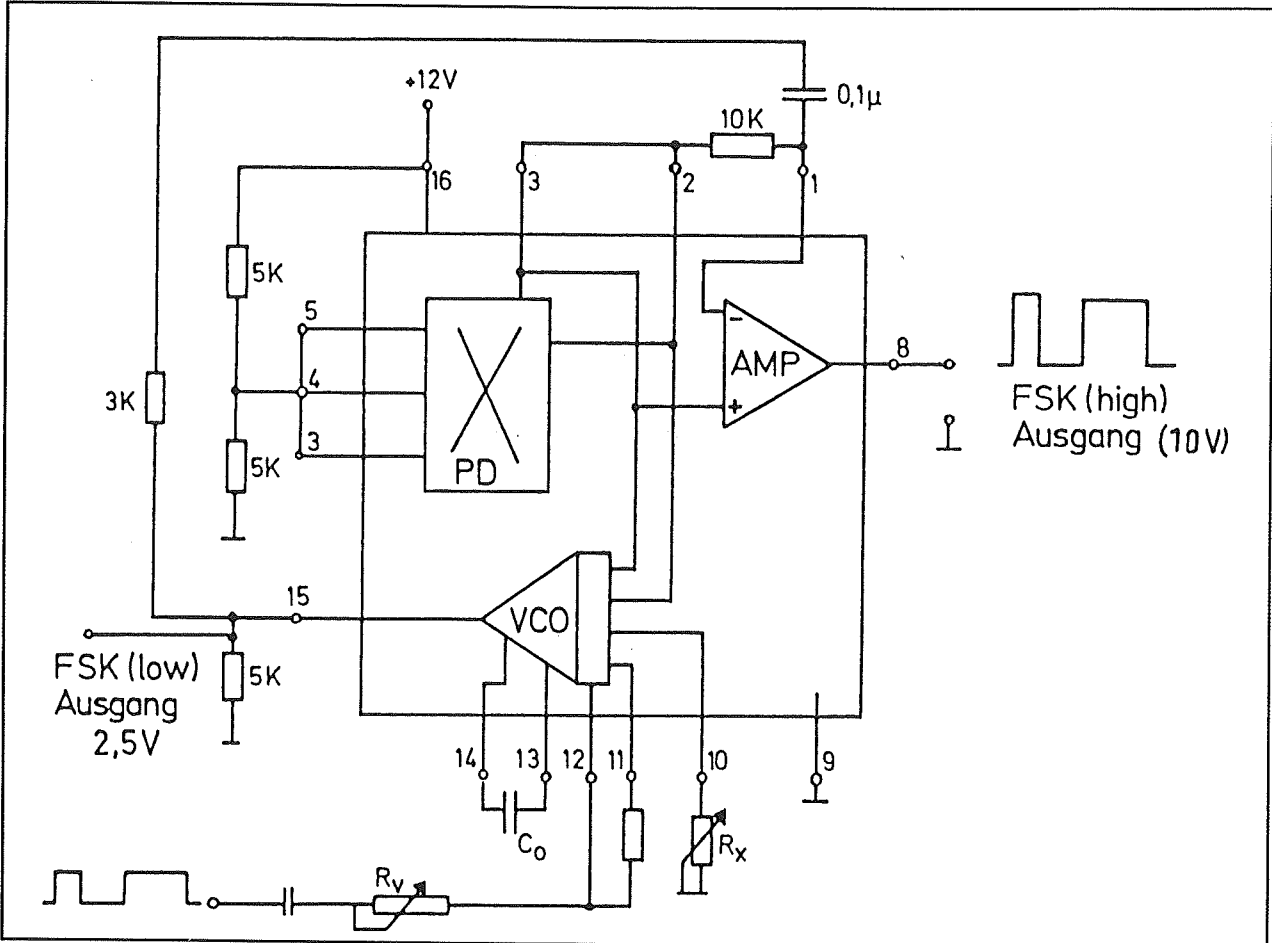 +12V
0,1µ
10K
16
3
2
1
5K
5
4
3
3K
5K
PD
AMP
8
FSK (high)
Ausgang (10V)
15
VCO
FSK (low)
Ausgang
2,5V
5K
14
13
12
11
10
9
C₀
Rₓ
Rᵥ